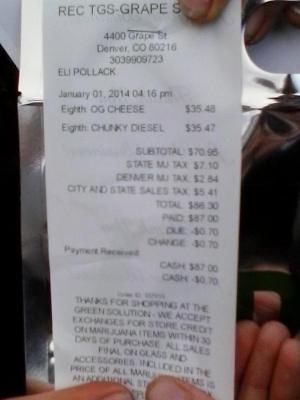 REC TGS-GRAPE S
4400 Grape St.
Denver, CO 80216
3039909723
ELI POLLACK
January 01, 2014 04:16 pm
Eighth: OG CHEESE $35.48
Eighth: CHUNKY DIESEL $35.47
SUBTOTAL: $70.95
STATE MJ TAX: $7.10
DENVER MJ TAX: $2.84
CITY AND STATE SALES TAX: $5.41
TOTAL: $86.30
PAID: $87.00
DUE: -$0.70
CHANGE: -$0.70
Payment Received:
CASH: $87.00
CASH: -$0.70
THANKS FOR SHOPPING AT THE
GREEN SOLUTION - WE ACCEPT
EXCHANGES FOR STORE CREDIT
ON MARIJUANA ITEMS WITHIN 30
DAYS OF PURCHASE. ALL SALES
FINAL ON GLASS AND
ACCESSORIES. INCLUDED IN THE
PRICE OF ALL ITEMS IS
AN ADDITIONAL